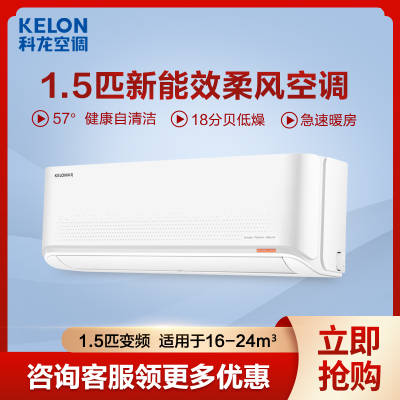 KELON
科龙空调
1.5匹新能效柔风空调
57° 健康自清洁 18分贝低燥 急速暖房
KELON
1.5匹变频 适用于16-24m³
立即抢购
咨询客服领更多优惠